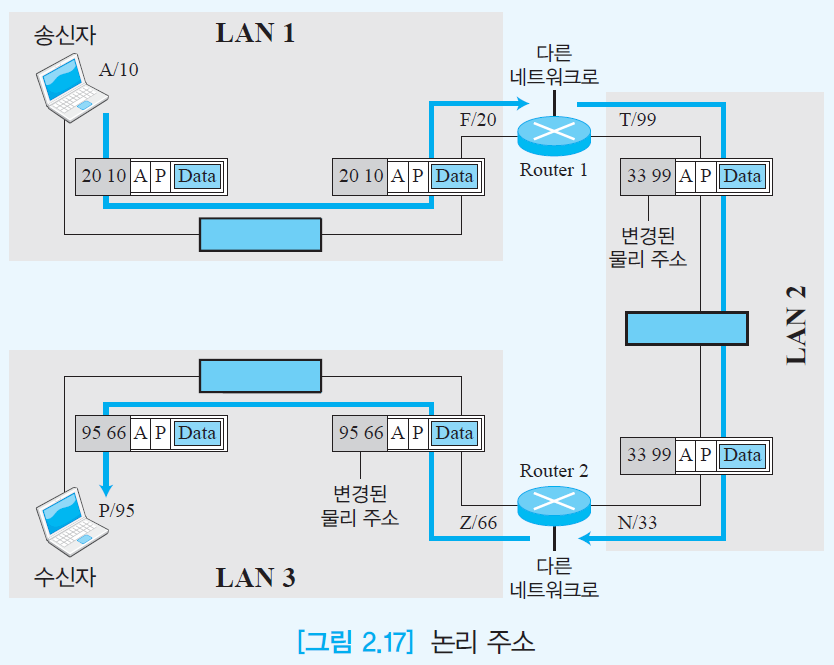 송신자
LAN 1
A/10
20 10 A P Data
20 10 A P Data
F/20
다른
네트워크로
Router 1
T/99
33 99 A P Data
변경된
물리 주소
LAN 2
33 99 A P Data
N/33
Router 2
다른
네트워크로
Z/66
95 66 A P Data
변경된
물리 주소
95 66 A P Data
P/95
수신자
LAN 3
[그림 2.17] 논리 주소